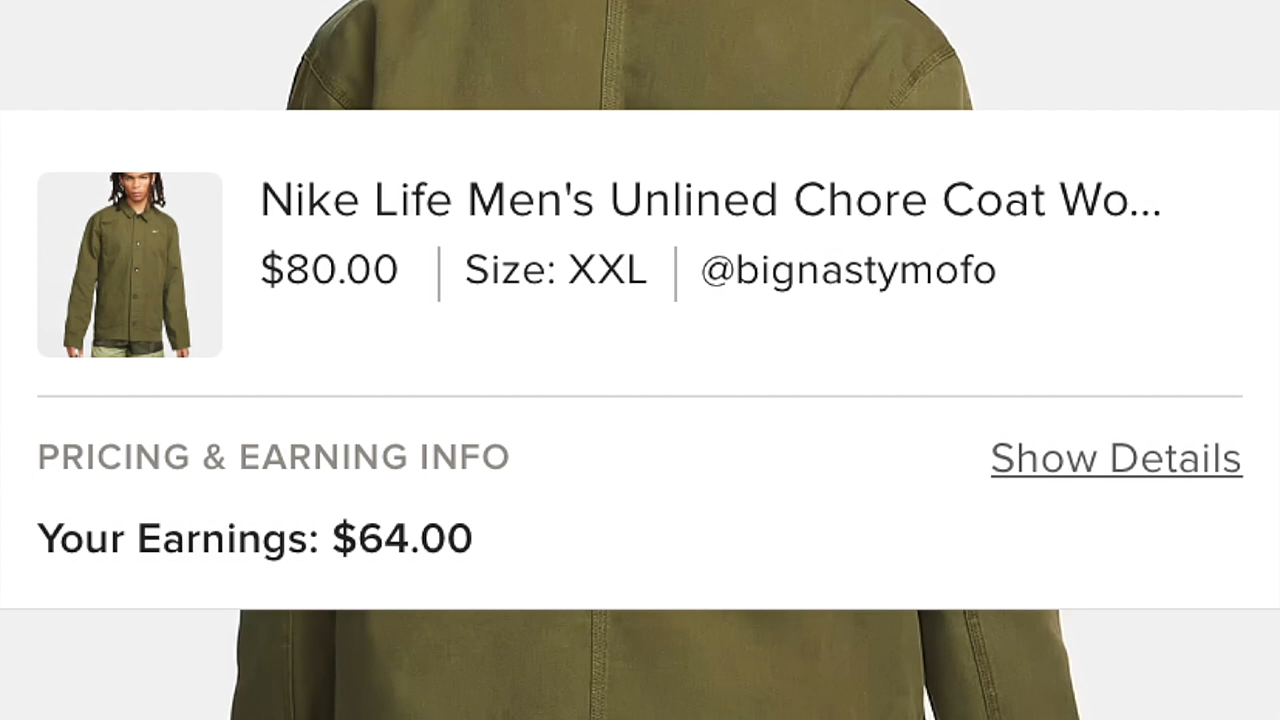 Nike Life Men's Unlined Chore Coat Wo...
$80.00 | Size: XXL | @bignastymofo
PRICING & EARNING INFO
Show Details
Your Earnings: $64.00